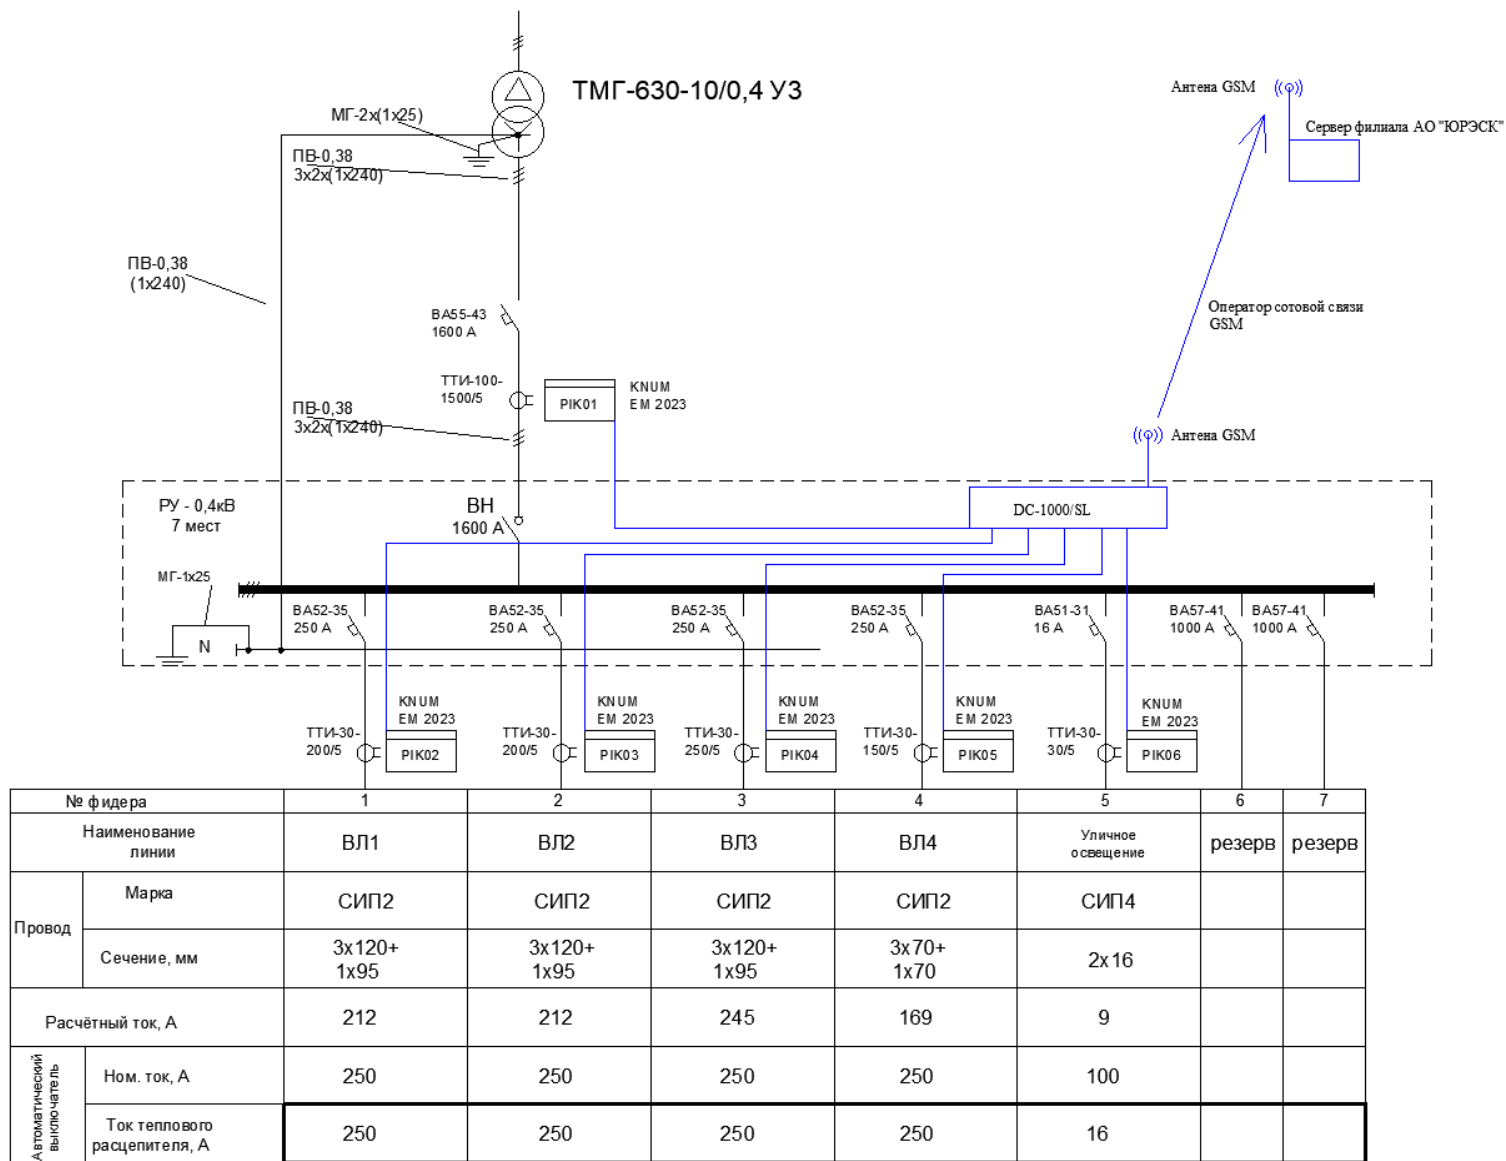 ТМГ-630-10/0,4 У3
Антена GSM
Сервер филиала АО "ЮРЭСК"
МГ-2х(1х25)
ПВ-0,38
3х2х(1х240)
ПВ-0,38
(1х240)
Оператор сотовой связи
GSM
ВА55-43
1600 А
ТТИ-100-
1500/5
PIK01
KNUM
EM 2023
ПВ-0,38
3х2х(1х240)
Антена GSM
РУ - 0,4кВ
7 мест
ВН
1600 А
DC-1000/SL
МГ-1х25
N
ВА52-35
250 А
ВА52-35
250 А
ВА52-35
250 А
ВА52-35
250 А
ВА51-31
16 А
ВА57-41
1000 А
ВА57-41
1000 А
ТТИ-30-
200/5
KNUM
EM 2023
PIK02
ТТИ-30-
200/5
KNUM
EM 2023
PIK03
ТТИ-30-
250/5
KNUM
EM 2023
PIK04
ТТИ-30-
150/5
KNUM
EM 2023
PIK05
ТТИ-30-
30/5
KNUM
EM 2023
PIK06
№ фидера 1 2 3 4 5 6 7
Наименование
линии
ВЛ1 ВЛ2 ВЛ3 ВЛ4
Уличное
освещение
резерв резерв
Провод
Марка СИП2 СИП2 СИП2 СИП2 СИП4
Сечение, мм
3х120+
1х95
3х120+
1х95
3х120+
1х95
3х70+
1х70
2х16
Расчётный ток, А 212 212 245 169 9
Автоматический
выключатель
Ном. ток, А 250 250 250 250 100
Ток теплового
расцепителя, А
250 250 250 250 16